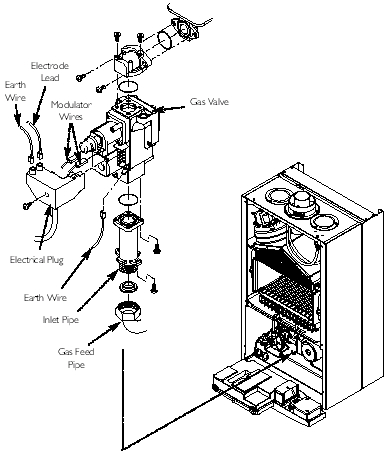 Electrode
Lead
Earth
Wire
Modulator
Wires
Gas Valve
Electrical Plug
Earth Wire
Inlet Pipe
Gas Feed
Pipe